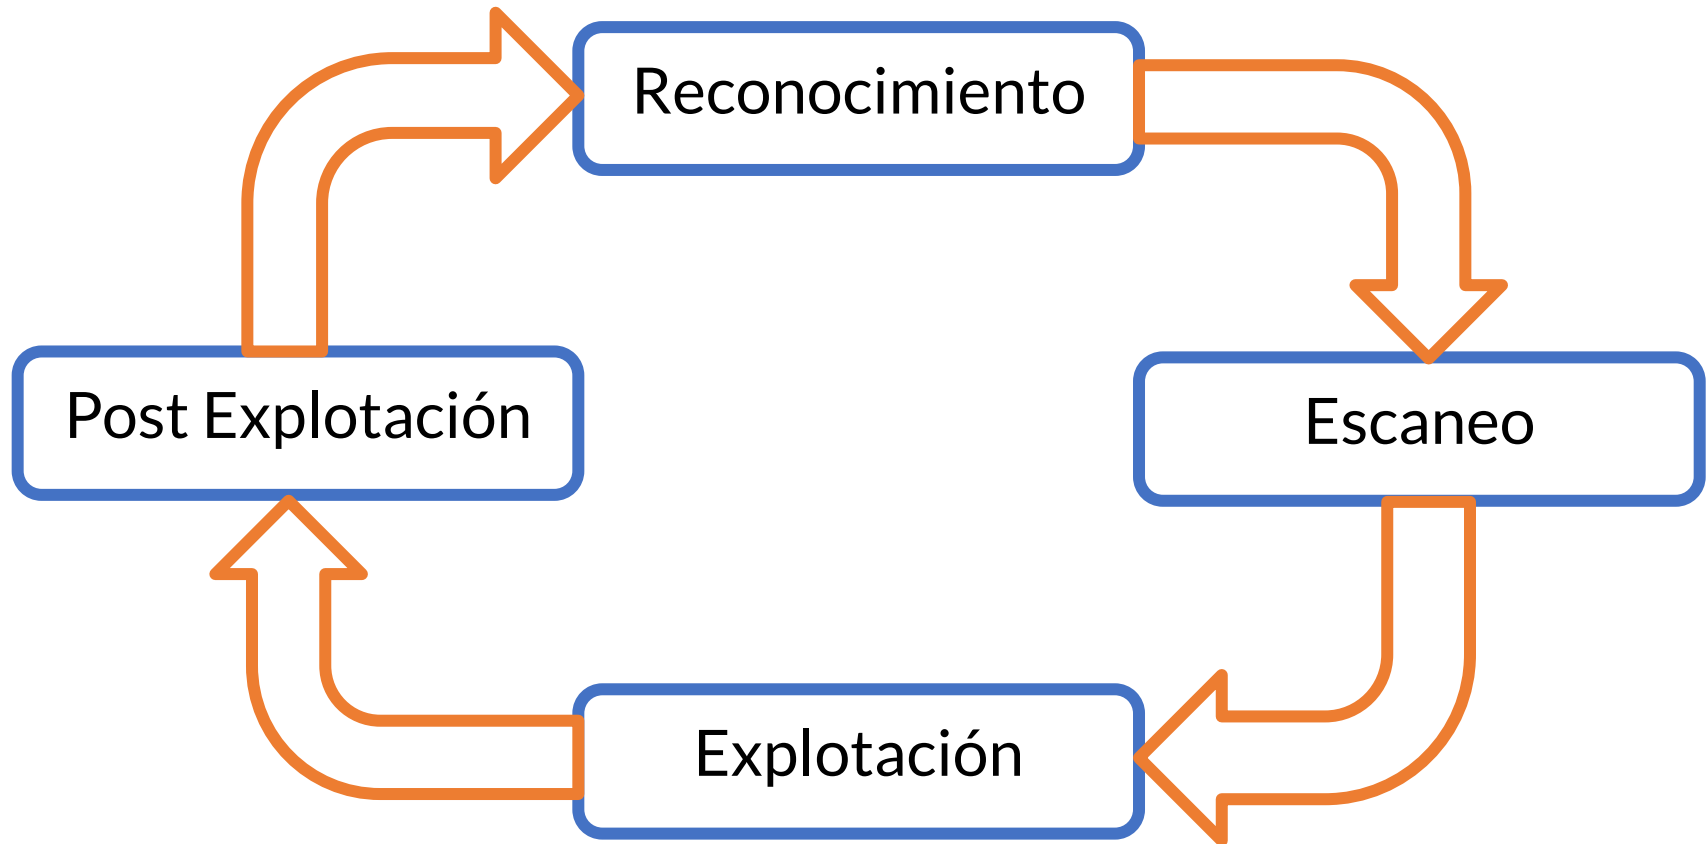 Reconocimiento
Post Explotación
Escaneo
Explotación